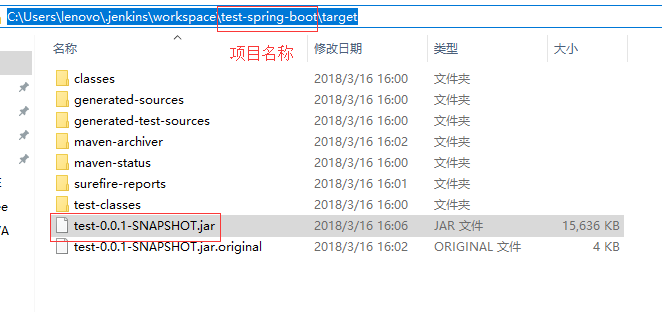 C:\Users\lenovo\.jenkins\workspace\test-spring-boot\target
项目名称
名称 修改日期 类型 大小
classes 2018/3/16 16:00 文件夹
generated-sources 2018/3/16 16:00 文件夹
generated-test-sources 2018/3/16 16:00 文件夹
maven-archiver 2018/3/16 16:02 文件夹
maven-status 2018/3/16 16:00 文件夹
surefire-reports 2018/3/16 16:01 文件夹
test-classes 2018/3/16 16:00 文件夹
test-0.0.1-SNAPSHOT.jar 2018/3/16 16:06 JAR 文件 15,636 KB
test-0.0.1-SNAPSHOT.jar.original 2018/3/16 16:02 ORIGINAL 文件 4 KB